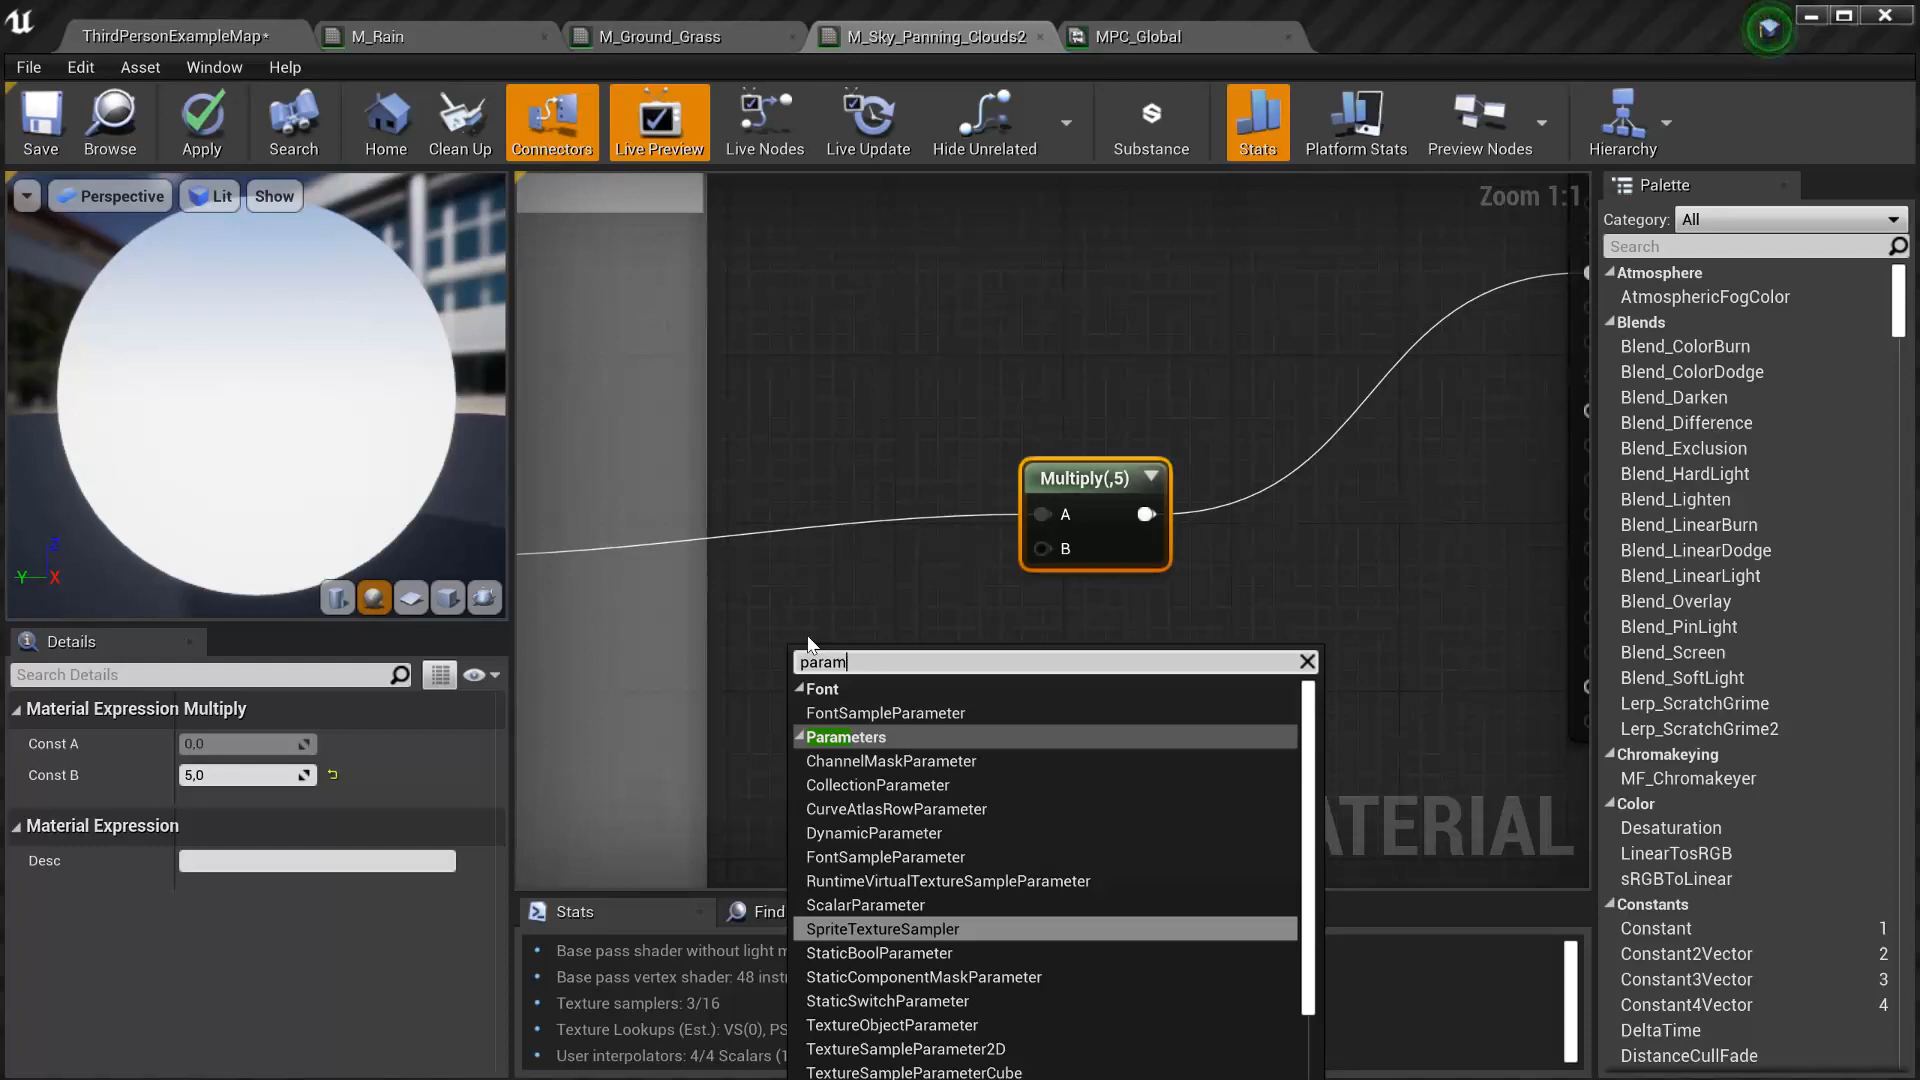 ThirdPersonExampleMap*
M_Rain
M_Ground_Grass
M_Sky_Panning_Clouds2
MPC_Global
File Edit Asset Window Help
Save Browse Apply Search Home Clean Up Connectors Live Preview Live Nodes Live Update Hide Unrelated Substance Stats Platform Stats Preview Nodes Hierarchy
Perspective Lit Show
Zoom 1:1
Multiply(,5)
A
B
Z
Y X
Details
Search Details
Material Expression Multiply
Const A 0,0
Const B 5,0
Material Expression
Desc
param
Font
FontSampleParameter
Parameters
ChannelMaskParameter
CollectionParameter
CurveAtlasRowParameter
DynamicParameter
FontSampleParameter
RuntimeVirtualTextureSampleParameter
ScalarParameter
SpriteTextureSampler
StaticBoolParameter
StaticComponentMaskParameter
StaticSwitchParameter
TextureObjectParameter
TextureSampleParameter2D
TextureSampleParameterCube
ATERIAL
Stats
Find
Base pass shader without light m
Base pass vertex shader: 48 inst
Texture samplers: 3/16
Texture Lookups (Est.): VS(0), PS
User interpolators: 4/4 Scalars (1
Palette
Category: All
Search
Atmosphere
AtmosphericFogColor
Blends
Blend_ColorBurn
Blend_ColorDodge
Blend_Darken
Blend_Difference
Blend_Exclusion
Blend_HardLight
Blend_Lighten
Blend_LinearBurn
Blend_LinearDodge
Blend_LinearLight
Blend_Overlay
Blend_PinLight
Blend_Screen
Blend_SoftLight
Lerp_ScratchGrime
Lerp_ScratchGrime2
Chromakeying
MF_Chromakeyer
Color
Desaturation
LinearTosRGB
sRGBToLinear
Constants
Constant 1
Constant2Vector 2
Constant3Vector 3
Constant4Vector 4
DeltaTime
DistanceCullFade